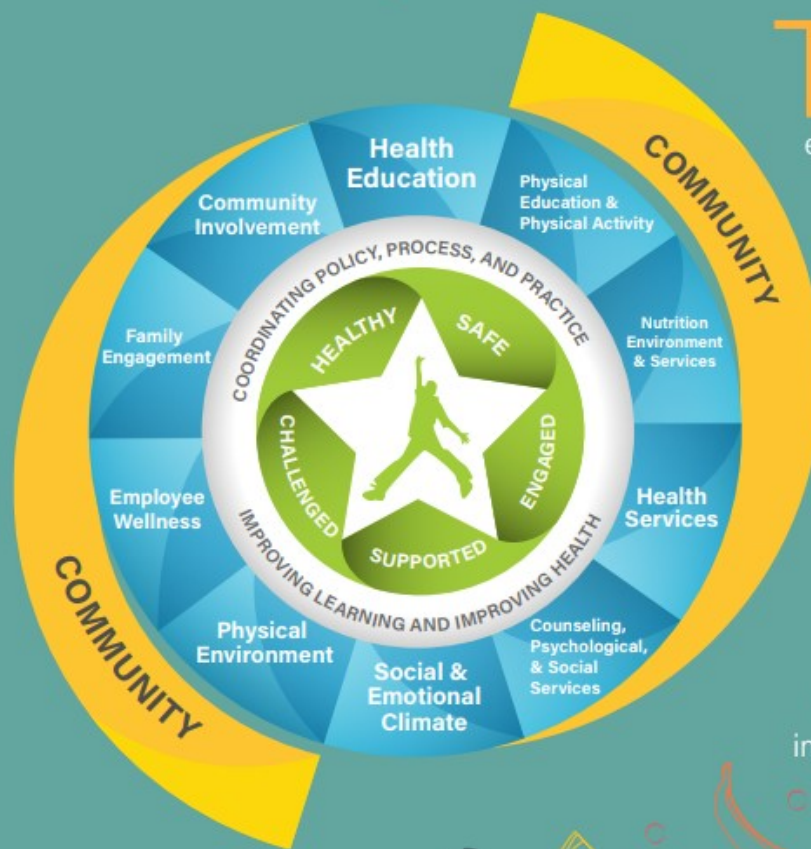 T
e
COMMUNITY
Health
Education
Physical
Education &
Physical Activity
Nutrition
Environment
& Services
Health
Services
Counseling,
Psychological,
& Social
Services
Social &
Emotional
Climate
Physical
Environment
Employee
Wellness
Family
Engagement
Community
Involvement
COORDINATING POLICY, PROCESS, AND PRACTICE
IMPROVING LEARNING AND IMPROVING HEALTH
HEALTHY
SAFE
ENGAGED
SUPPORTED
CHALLENGED
COMMUNITY
in